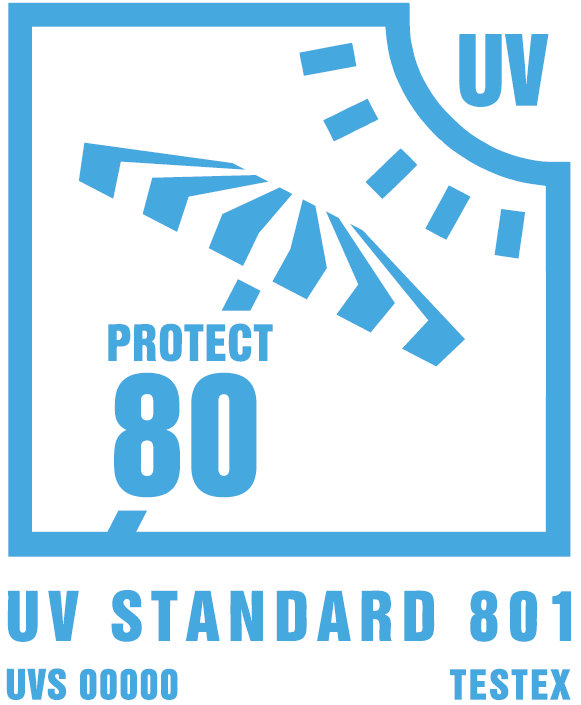 UV
PROTECT
80
UV STANDARD 801
UVS 00000
TESTEX